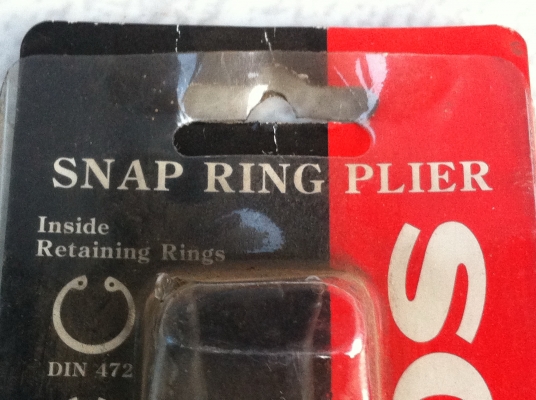 SNAP RING PLIER
Inside
Retaining Rings
DIN 472